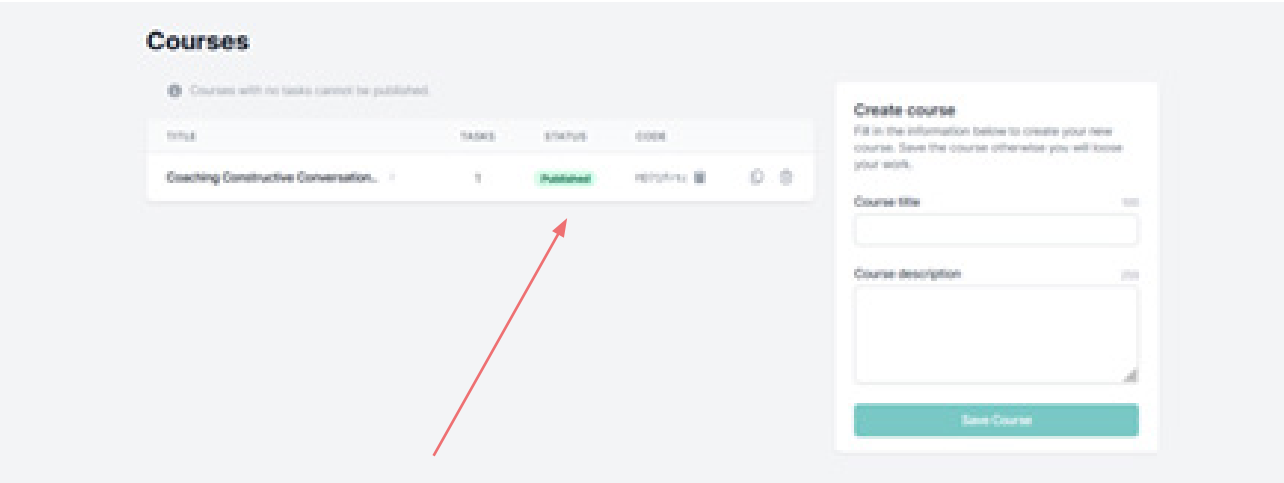 Courses
Courses with no tasks cannot be published.
TITLE TASKS STATUS CODE
Coaching Constructive Conversation... 1 Published
Create course
Fill in the information below to create your new
course. Save the course otherwise you will loose
your work.
Course title 100
Course description 250
Save Course